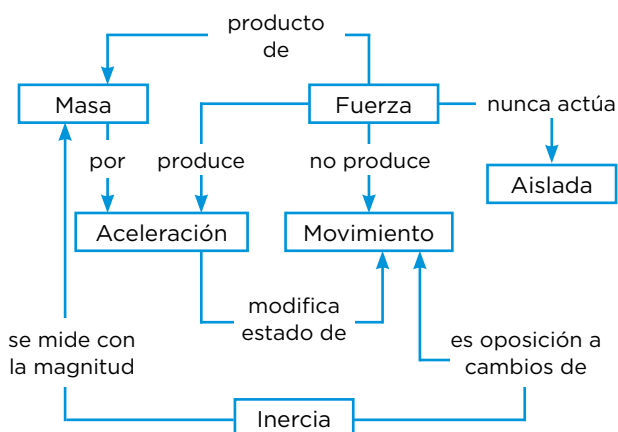 producto
de
Masa
Fuerza
nunca actúa
por
produce
no produce
Aislada
Aceleración
Movimiento
modifica
estado de
se mide con
la magnitud
es oposición a
cambios de
Inercia